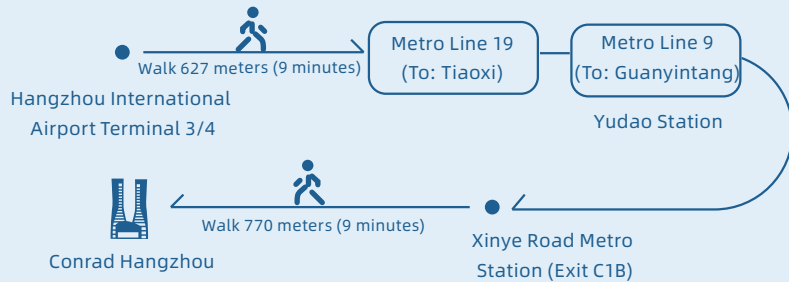 Walk 627 meters (9 minutes)
Hangzhou International
Airport Terminal 3/4
Metro Line 19
(To: Tiaoxi)
Metro Line 9
(To: Guanyintang)
Yudao Station
Xinye Road Metro
Station (Exit C1B)
Walk 770 meters (9 minutes)
Conrad Hangzhou